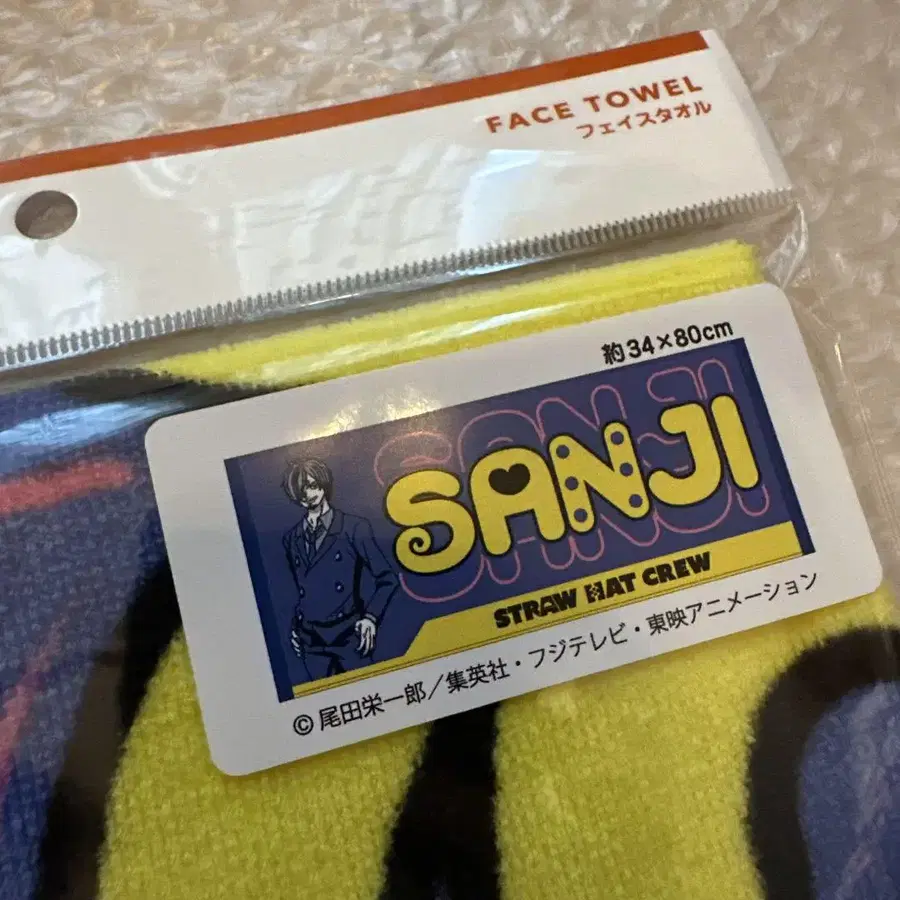 FACE TOWEL
フェイスタオル
約34×80cm
SANJI
STRAW HAT CREW
©尾田栄一郎／集英社・フジテレビ・東映アニメーション